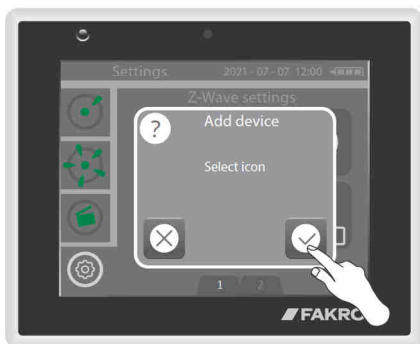 Settings 2021-07-07 12:00
Z-Wave settings
Add device
?
Select icon
1 2
FAKRO